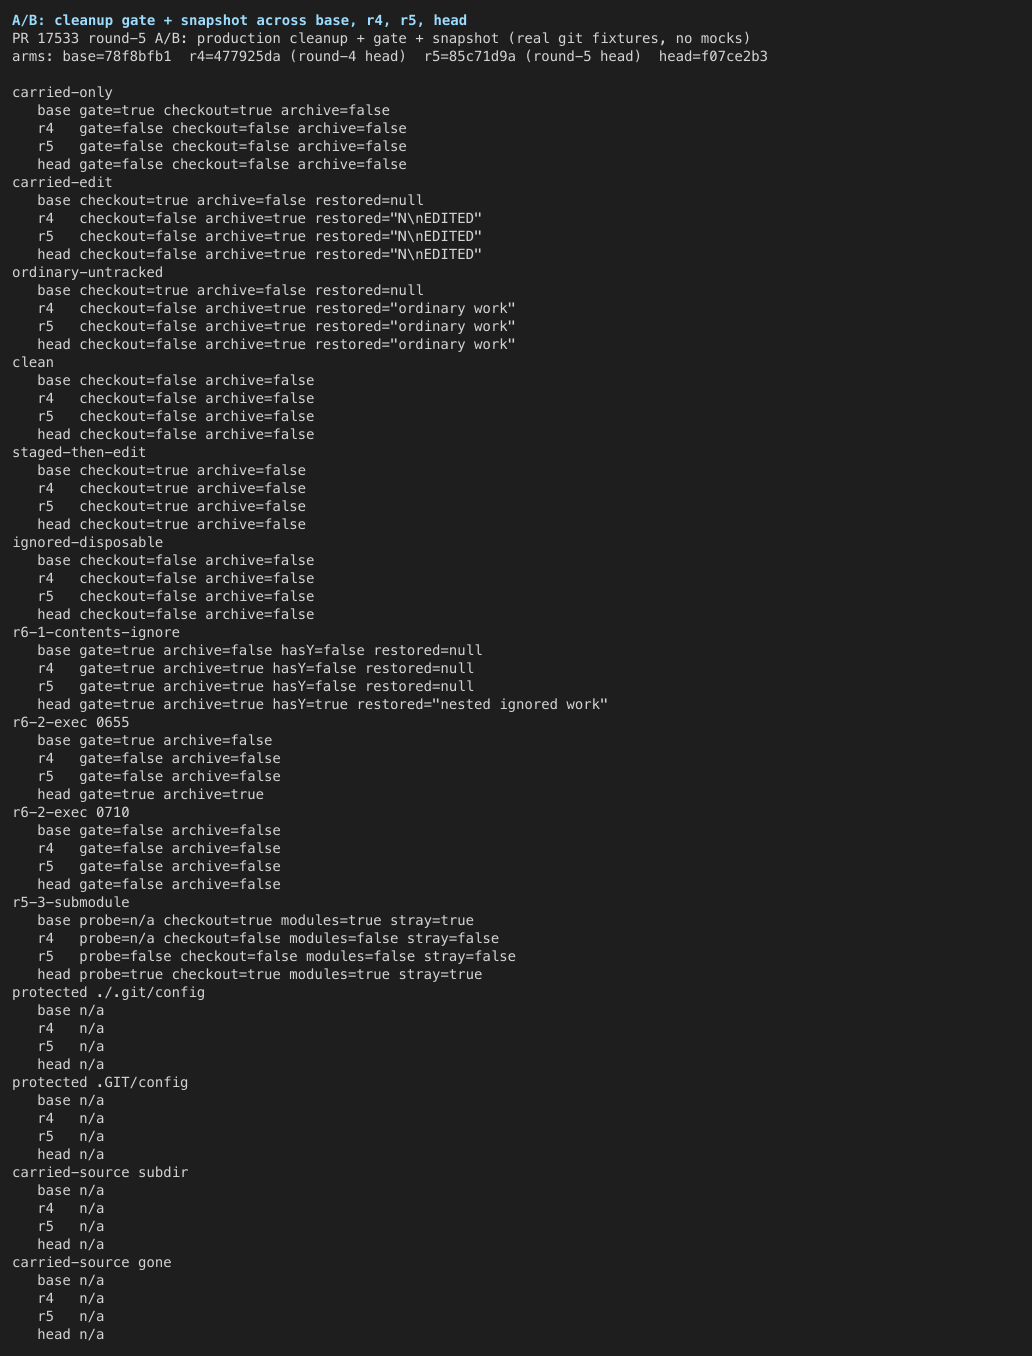 A/B: cleanup gate + snapshot across base, r4, r5, head
PR 17533 round-5 A/B: production cleanup + gate + snapshot (real git fixtures, no mocks)
arms: base=78f8bfb1  r4=477925da (round-4 head)  r5=85c71d9a (round-5 head)  head=f07ce2b3

carried-only
   base gate=true checkout=true archive=false
   r4   gate=false checkout=false archive=false
   r5   gate=false checkout=false archive=false
   head gate=false checkout=false archive=false
carried-edit
   base checkout=true archive=false restored=null
   r4   checkout=false archive=true restored="N\nEDITED"
   r5   checkout=false archive=true restored="N\nEDITED"
   head checkout=false archive=true restored="N\nEDITED"
ordinary-untracked
   base checkout=true archive=false restored=null
   r4   checkout=false archive=true restored="ordinary work"
   r5   checkout=false archive=true restored="ordinary work"
   head checkout=false archive=true restored="ordinary work"
clean
   base checkout=false archive=false
   r4   checkout=false archive=false
   r5   checkout=false archive=false
   head checkout=false archive=false
staged-then-edit
   base checkout=true archive=false
   r4   checkout=true archive=false
   r5   checkout=true archive=false
   head checkout=true archive=false
ignored-disposable
   base checkout=false archive=false
   r4   checkout=false archive=false
   r5   checkout=false archive=false
   head checkout=false archive=false
r6-1-contents-ignore
   base gate=true archive=false hasY=false restored=null
   r4   gate=true archive=true hasY=false restored=null
   r5   gate=true archive=true hasY=false restored=null
   head gate=true archive=true hasY=true restored="nested ignored work"
r6-2-exec 0655
   base gate=true archive=false
   r4   gate=false archive=false
   r5   gate=false archive=false
   head gate=true archive=true
r6-2-exec 0710
   base gate=false archive=false
   r4   gate=false archive=false
   r5   gate=false archive=false
   head gate=false archive=false
r5-3-submodule
   base probe=n/a checkout=true modules=true stray=true
   r4   probe=n/a checkout=false modules=false stray=false
   r5   probe=false checkout=false modules=false stray=false
   head probe=true checkout=true modules=true stray=true
protected ./.git/config
   base n/a
   r4   n/a
   r5   n/a
   head n/a
protected .GIT/config
   base n/a
   r4   n/a
   r5   n/a
   head n/a
carried-source subdir
   base n/a
   r4   n/a
   r5   n/a
   head n/a
carried-source gone
   base n/a
   r4   n/a
   r5   n/a
   head n/a